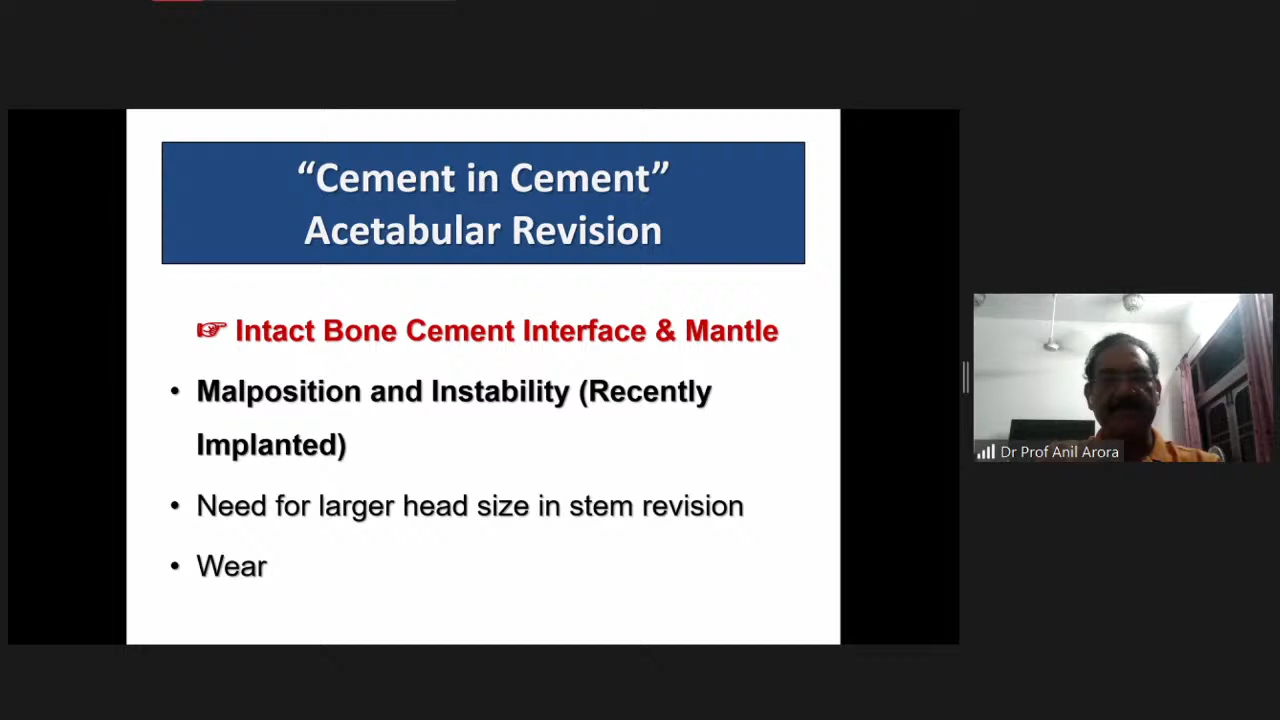 “Cement in Cement”
Acetabular Revision
☞ Intact Bone Cement Interface & Mantle
• Malposition and Instability (Recently
Implanted)
• Need for larger head size in stem revision
• Wear
Dr Prof Anil Arora